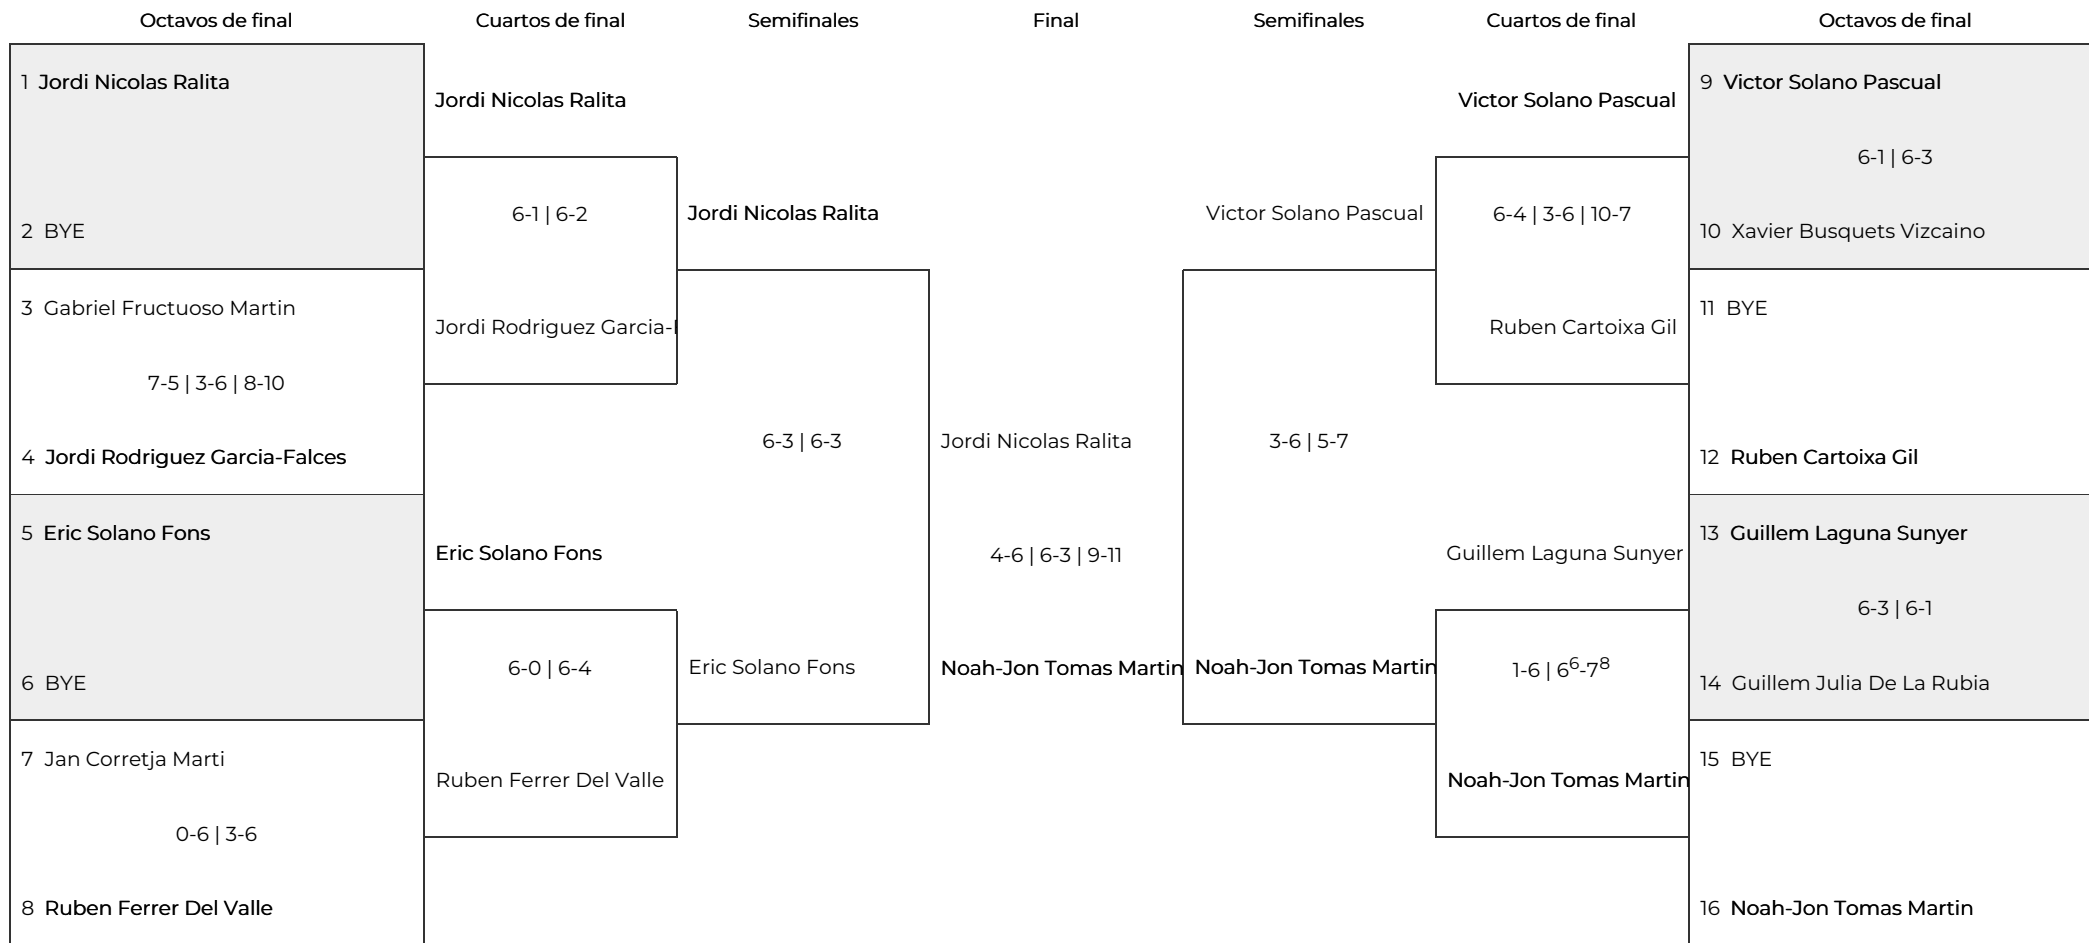 Octavos de final
Cuartos de final
Semifinales
Final
Semifinales
Cuartos de final
Octavos de final
1 Jordi Nicolas Ralita
2 BYE
3 Gabriel Fructuoso Martin
7-5 | 3-6 | 8-10
4 Jordi Rodriguez Garcia-Falces
5 Eric Solano Fons
6 BYE
7 Jan Corretja Marti
0-6 | 3-6
8 Ruben Ferrer Del Valle
Jordi Nicolas Ralita
6-1 | 6-2
Jordi Rodriguez Garcia-
Eric Solano Fons
6-0 | 6-4
Ruben Ferrer Del Valle
Jordi Nicolas Ralita
6-3 | 6-3
Eric Solano Fons
Jordi Nicolas Ralita
4-6 | 6-3 | 9-11
Noah-Jon Tomas Martin
Victor Solano Pascual
3-6 | 5-7
Noah-Jon Tomas Martin
Victor Solano Pascual
6-4 | 3-6 | 10-7
Ruben Cartoixa Gil
Guillem Laguna Sunyer
1-6 | 6⁶-7⁸
Noah-Jon Tomas Martin
9 Victor Solano Pascual
6-1 | 6-3
10 Xavier Busquets Vizcaino
11 BYE
12 Ruben Cartoixa Gil
13 Guillem Laguna Sunyer
6-3 | 6-1
14 Guillem Julia De La Rubia
15 BYE
16 Noah-Jon Tomas Martin